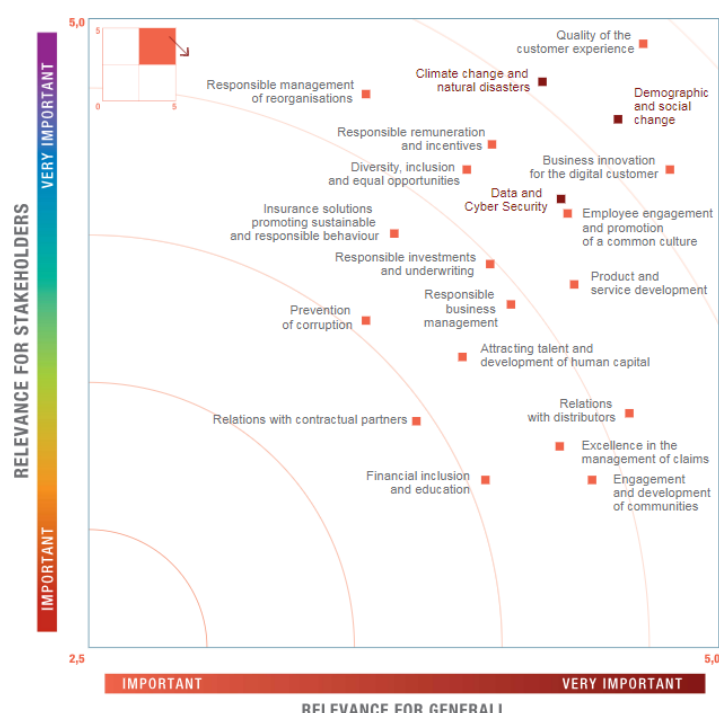 5,0
5
0
5
Quality of the
customer experience
Climate change and
natural disasters
Demographic
and social
change
Responsible management
of reorganisations
Responsible remuneration
and incentives
Diversity, inclusion
and equal opportunities
Business innovation
for the digital customer
Data and
Cyber Security
Employee engagement
and promotion
of a common culture
Insurance solutions
promoting sustainable
and responsible behaviour
Responsible investments
and underwriting
Product and
service development
Responsible
business
management
Prevention
of corruption
Attracting talent and
development of human capital
Relations with contractual partners
Relations
with distributors
Excellence in the
management of claims
Financial inclusion
and education
Engagement
and development
of communities
RELEVANCE FOR STAKEHOLDERS
VERY IMPORTANT
IMPORTANT
2,5
5,0
IMPORTANT
VERY IMPORTANT
RELEVANCE FOR GENERALI